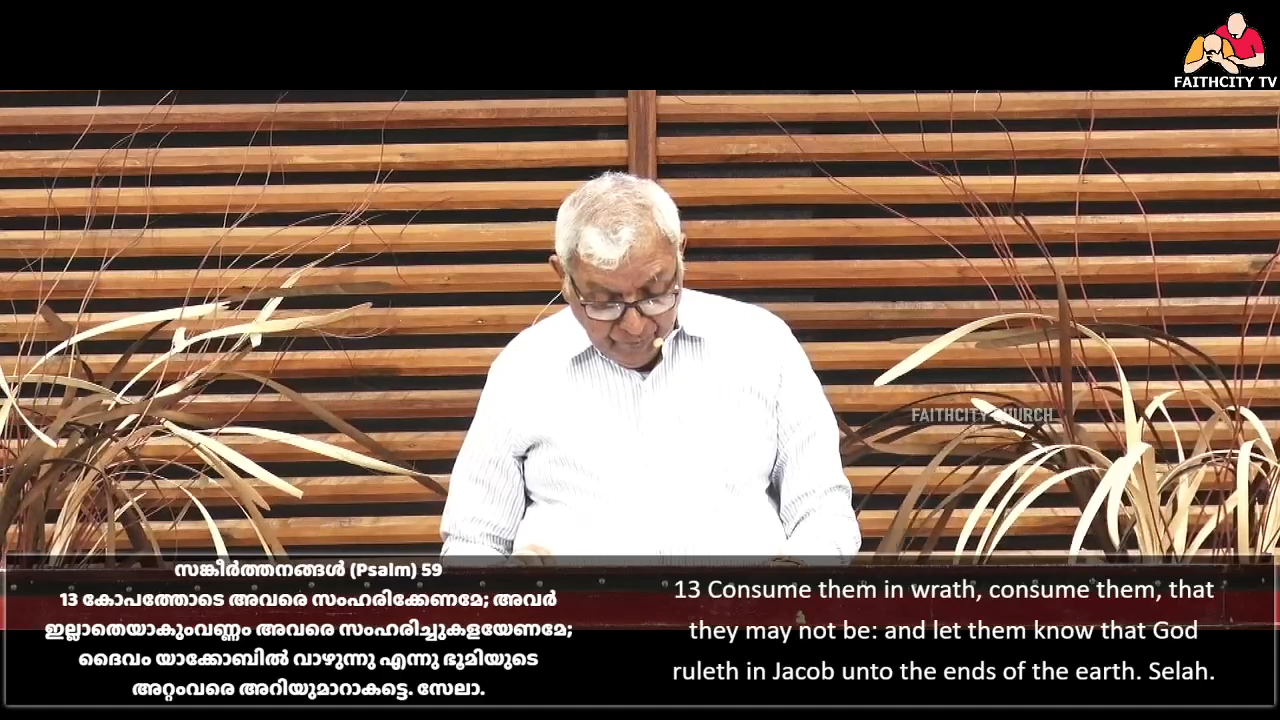 FAITHCITY TV
FAITHCITY CHURCH
സങ്കീർത്തനങ്ങൾ (Psalm) 59
13 കോപത്തോടെ അവരെ സംഹരിക്കേണമേ; അവർ
ഇല്ലാതെയാകുംവണ്ണം അവരെ സംഹരിച്ചുകളയേണമേ;
ദൈവം യാക്കോബിൽ വാഴുന്നു എന്നു ഭൂമിയുടെ
അറ്റംവരെ അറിയുമാറാകട്ടെ. സേലാ.
13 Consume them in wrath, consume them, that
they may not be: and let them know that God
ruleth in Jacob unto the ends of the earth. Selah.